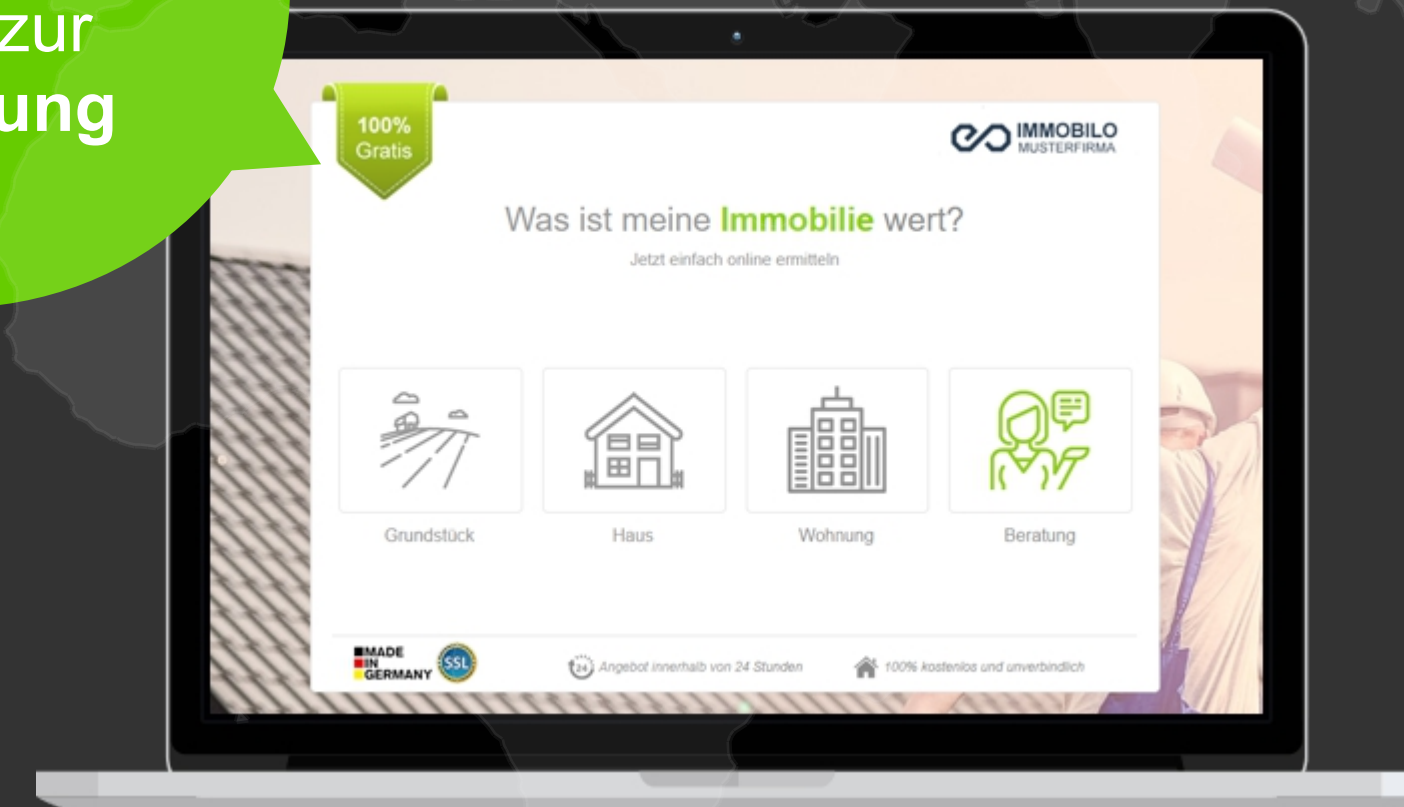 zur
ung
100%
Gratis
IMMOBILO
MUSTERFIRMA
Was ist meine Immobilie wert?
Jetzt einfach online ermitteln
Grundstück
Haus
Wohnung
Beratung
MADE
IN
GERMANY
SSL
24
Angebot innerhalb von 24 Stunden
100% kostenlos und unverbindlich